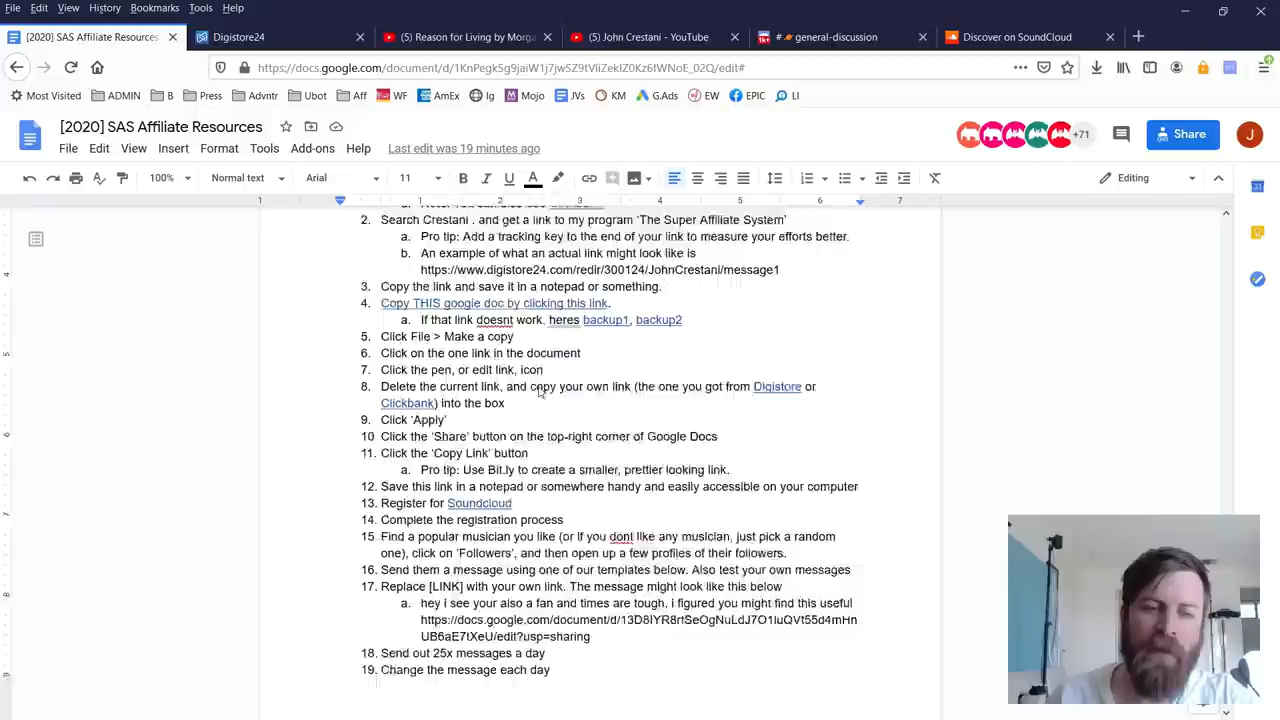 File Edit View History Bookmarks Tools Help
[2020] SAS Affiliate Resources
Digistore24
(5) Reason for Living by Morga
(5) John Crestani - YouTube
general-discussion
Discover on SoundCloud
https://docs.google.com/document/d/1KnPegk5g9jaiW1j7jwSZ9tVliZekIZ0Kz6fWNoE_02Q/edit#
Most Visited ADMIN B Press Advntr Ubot Aff WF AmEx Ig Mojo JVs KM G.Ads EW EPIC LI
[2020] SAS Affiliate Resources
+71
Share
J
File Edit View Insert Format Tools Add-ons Help Last edit was 19 minutes ago
100% Normal text Arial 11 Editing
1 1 2 3 4 5 6 7
2. Search Crestani . and get a link to my program 'The Super Affiliate System'
a. Pro tip: Add a tracking key to the end of your link to measure your efforts better.
b. An example of what an actual link might look like is
https://www.digistore24.com/redir/300124/JohnCrestani/message1
3. Copy the link and save it in a notepad or something.
4. Copy THIS google doc by clicking this link.
a. If that link doesnt work, heres backup1, backup2
5. Click File > Make a copy
6. Click on the one link in the document
7. Click the pen, or edit link, icon
8. Delete the current link, and copy your own link (the one you got from Digistore or
Clickbank) into the box
9. Click 'Apply'
10. Click the 'Share' button on the top-right corner of Google Docs
11. Click the 'Copy Link' button
a. Pro tip: Use Bit.ly to create a smaller, prettier looking link.
12. Save this link in a notepad or somewhere handy and easily accessible on your computer
13. Register for Soundcloud
14. Complete the registration process
15. Find a popular musician you like (or if you dont like any musician, just pick a random
one), click on 'Followers', and then open up a few profiles of their followers.
16. Send them a message using one of our templates below. Also test your own messages
17. Replace [LINK] with your own link. The message might look like this below
a. hey i see your also a fan and times are tough, i figured you might find this useful
https://docs.google.com/document/d/13D8IYR8rfSeOgNuLdJ7O1luQVt55d4mHn
UB6aE7tXeU/edit?usp=sharing
18. Send out 25x messages a day
19. Change the message each day